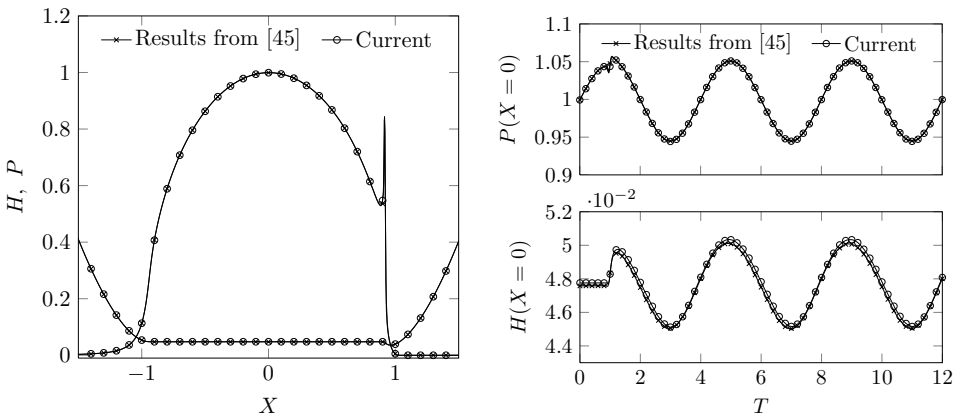 1.2
1
0.8
0.6
0.4
0.2
0
−1 0 1
X
H, P
Results from [45] Current
1.1
1.05
1
0.95
0.9
P(X = 0)
Results from [45] Current
·10−2
5.2
5
4.8
4.6
4.4
H(X = 0)
0 2 4 6 8 10 12
T